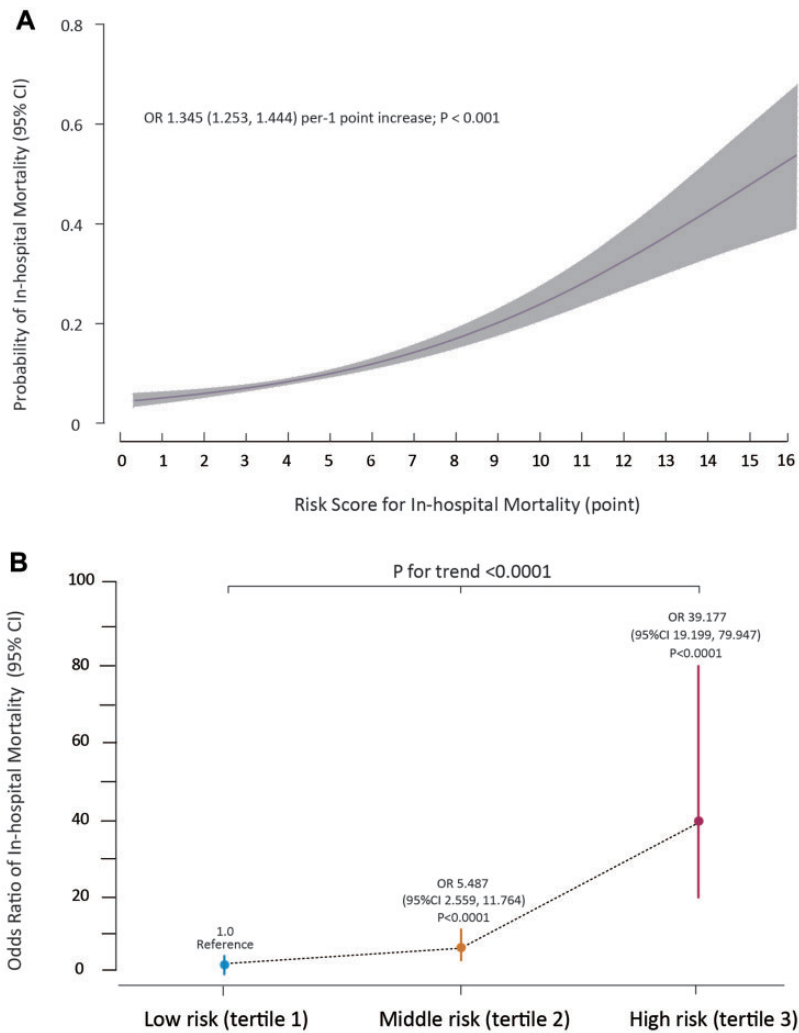 A
Probability of In-hospital Mortality (95% CI)
0.8
0.6
0.4
0.2
0
OR 1.345 (1.253, 1.444) per-1 point increase; P < 0.001
0 1 2 3 4 5 6 7 8 9 10 11 12 13 14 15 16
Risk Score for In-hospital Mortality (point)
B
Odds Ratio of In-hospital Mortality (95% CI)
100
80
60
40
20
0
P for trend <0.0001
1.0
Reference
OR 5.487
(95%CI 2.559, 11.764)
P<0.0001
OR 39.177
(95%CI 19.199, 79.947)
P<0.0001
Low risk (tertile 1) Middle risk (tertile 2) High risk (tertile 3)